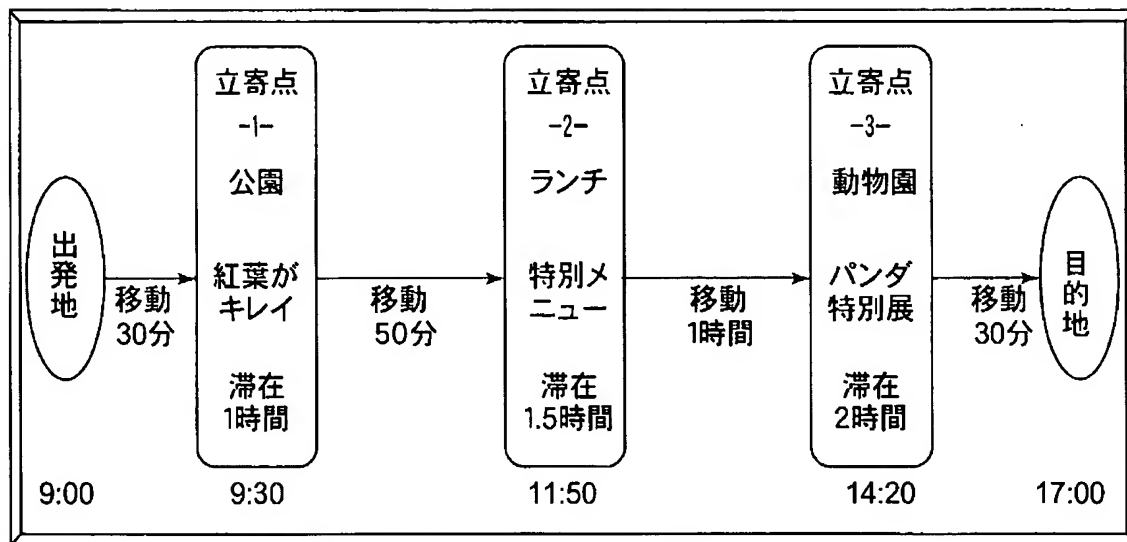 出発地
移動
30分
立寄点
-1-
公園
紅葉が
キレイ
滞在
1時間
移動
50分
立寄点
-2-
ランチ
特別メ
ニュー
滞在
1.5時間
移動
1時間
立寄点
-3-
動物園
パンダ
特別展
滞在
2時間
移動
30分
目的地
9:00
9:30
11:50
14:20
17:00